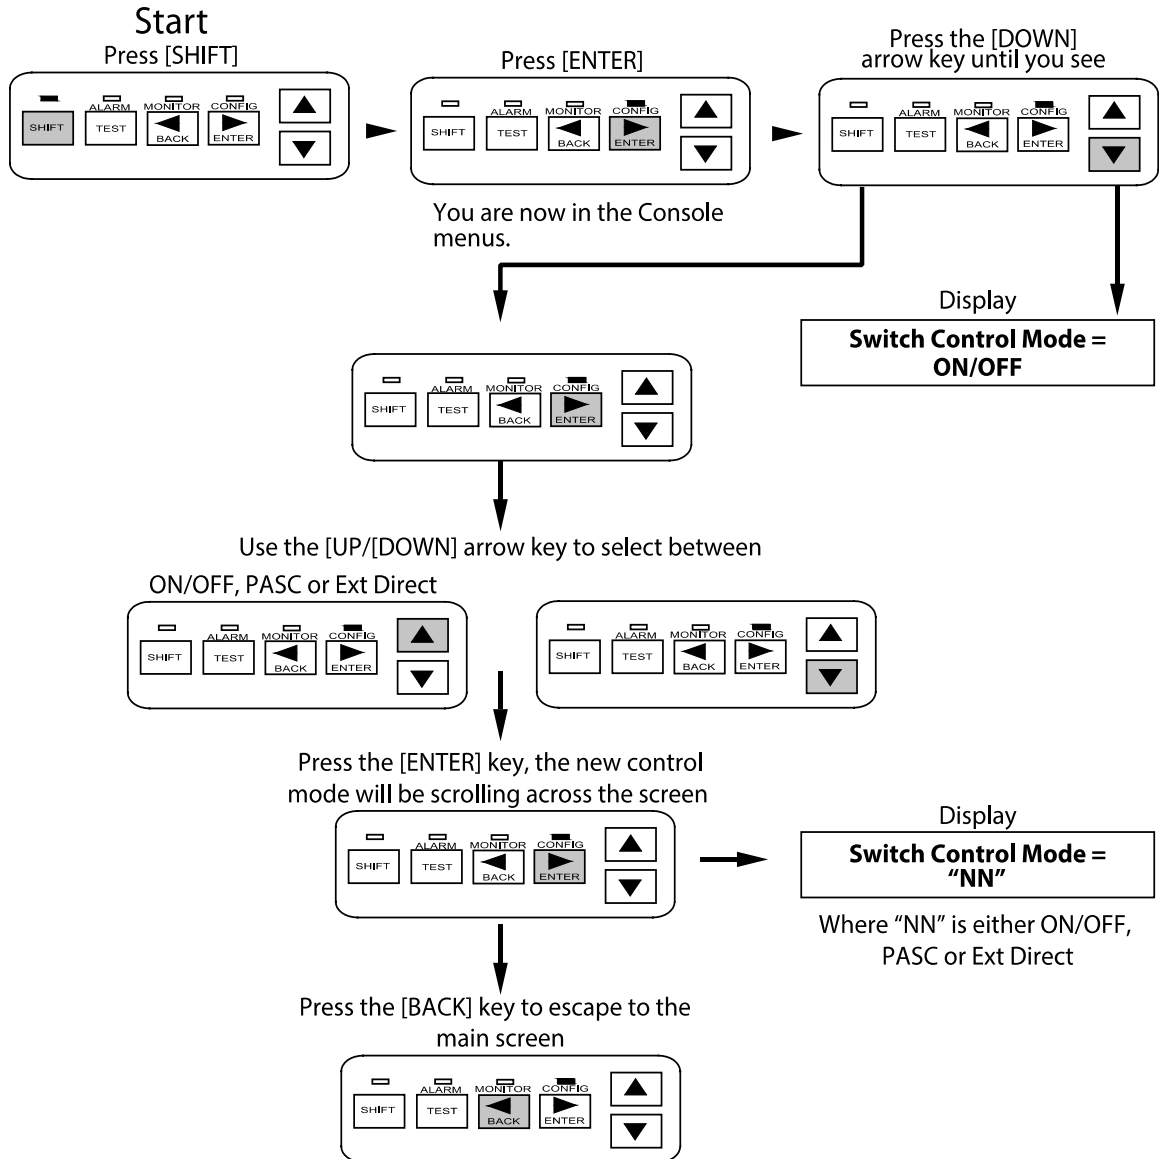 Start
Press [SHIFT]
ALARM MONITOR CONFIG
SHIFT TEST BACK ENTER
Press [ENTER]
ALARM MONITOR CONFIG
SHIFT TEST BACK ENTER
You are now in the Console
menus.
Press the [DOWN]
arrow key until you see
ALARM MONITOR CONFIG
SHIFT TEST BACK ENTER
Display
Switch Control Mode =
ON/OFF
ALARM MONITOR CONFIG
SHIFT TEST BACK ENTER
Use the [UP/[DOWN] arrow key to select between
ON/OFF, PASC or Ext Direct
ALARM MONITOR CONFIG
SHIFT TEST BACK ENTER
ALARM MONITOR CONFIG
SHIFT TEST BACK ENTER
Press the [ENTER] key, the new control
mode will be scrolling across the screen
ALARM MONITOR CONFIG
SHIFT TEST BACK ENTER
Display
Switch Control Mode =
“NN”
Where “NN” is either ON/OFF,
PASC or Ext Direct
Press the [BACK] key to escape to the
main screen
ALARM MONITOR CONFIG
SHIFT TEST BACK ENTER